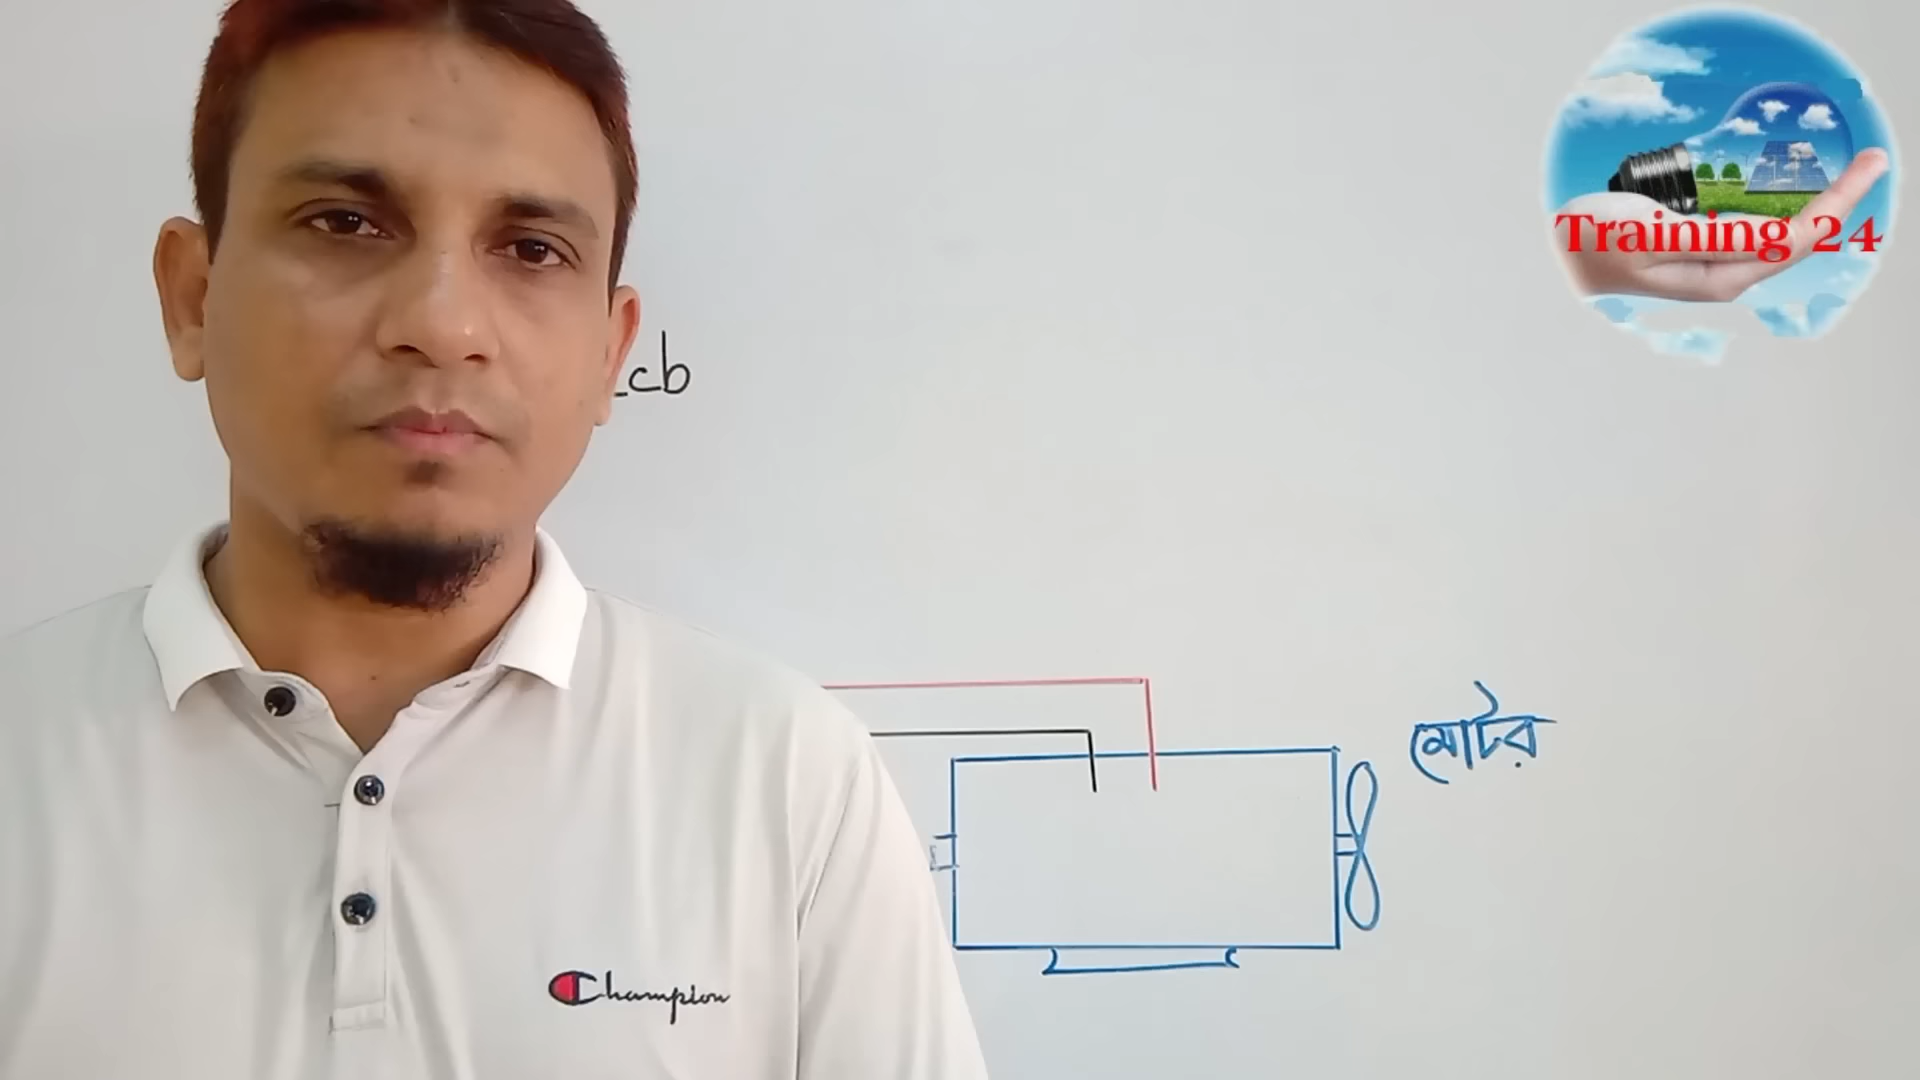 Training 24
cb
মোটর
Champion